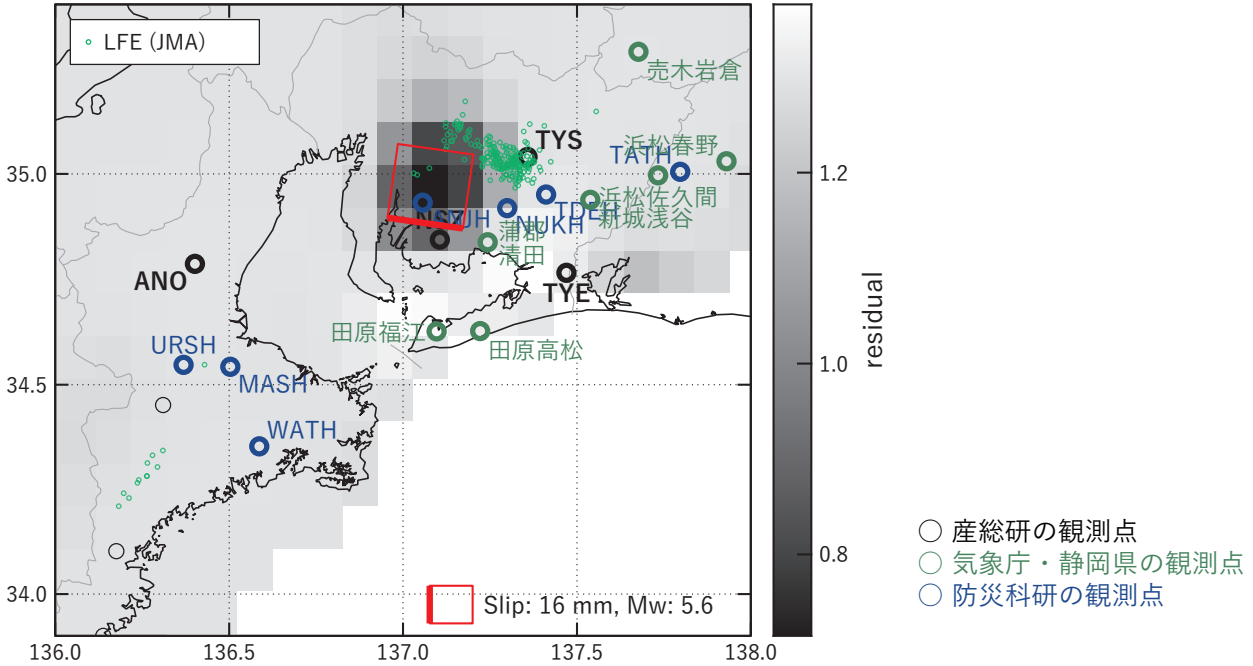 LFE (JMA)
売木岩倉
TYS
浜松春野
TATH
35.0
浜松佐久間
TDEH
新城浅谷
NSZ
NUKH
蒲郡
清田
ANO
TYE
田原福江
田原高松
URSH
MASH
34.5
WATH
34.0
Slip: 16 mm, Mw: 5.6
136.0
136.5
137.0
137.5
138.0
1.2
1.0
0.8
residual
産総研の観測点
気象庁・静岡県の観測点
防災科研の観測点